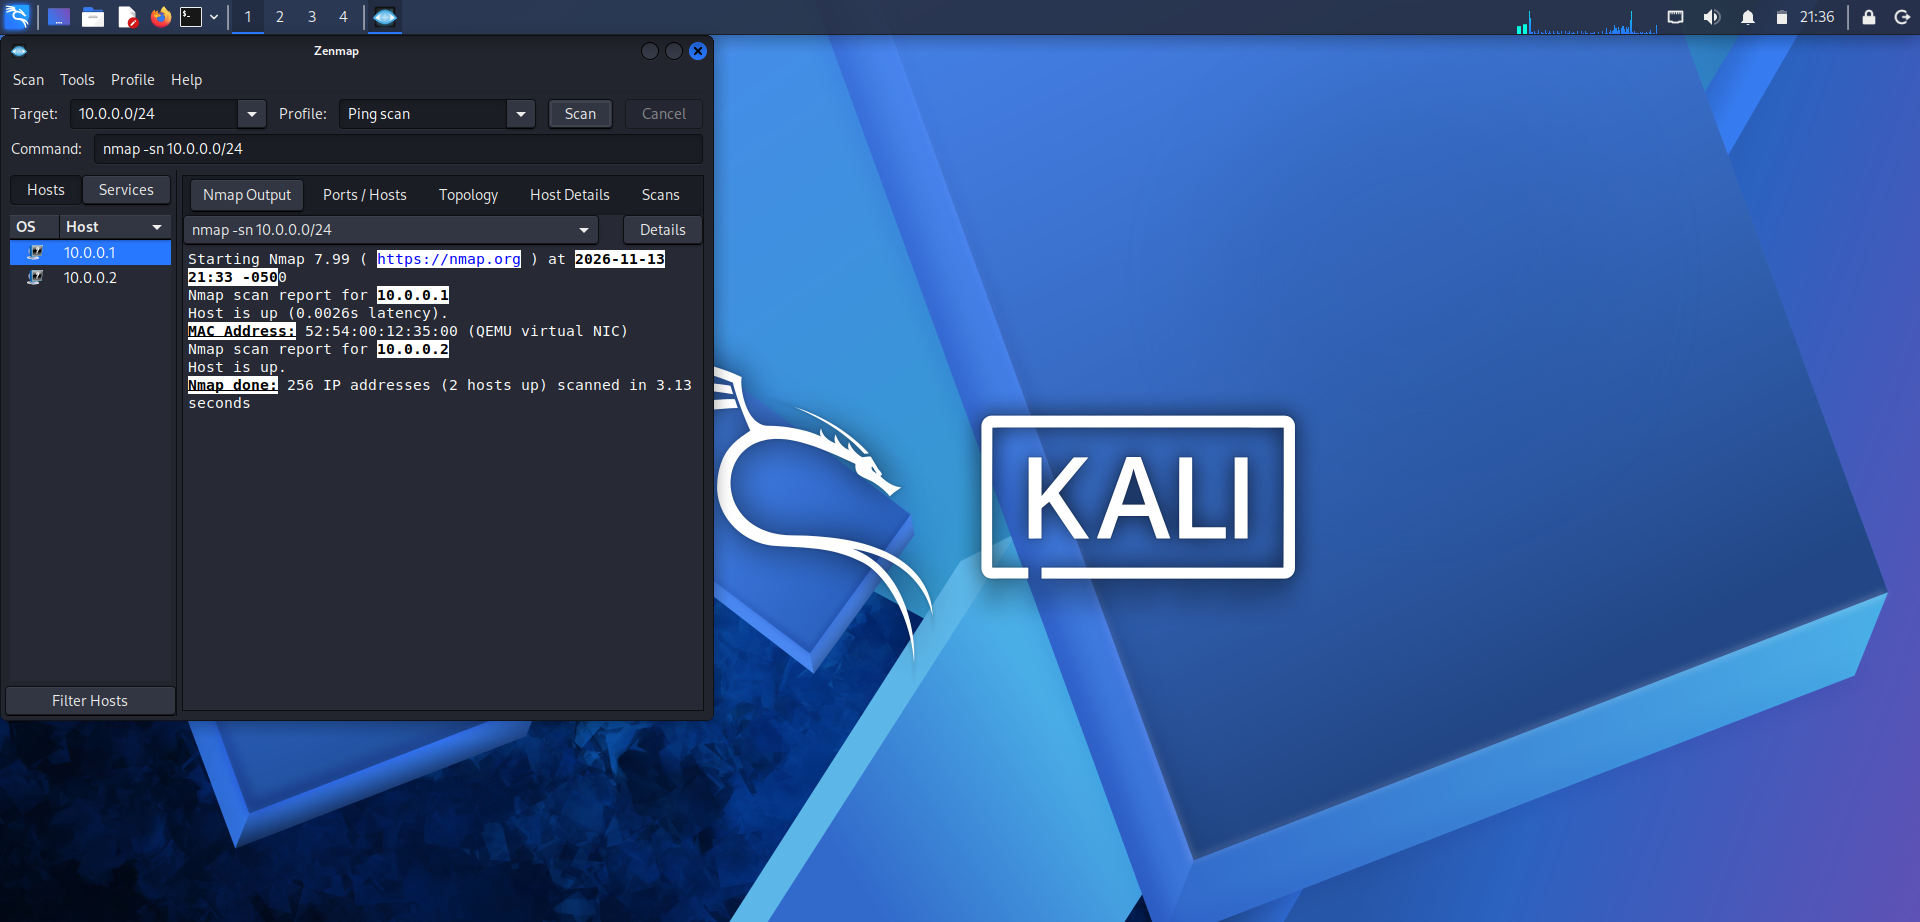 1 2 3 4
21:36
Zenmap
Scan Tools Profile Help
Target: 10.0.0.0/24 Profile: Ping scan Scan Cancel
Command: nmap -sn 10.0.0.0/24
Hosts Services
Nmap Output Ports / Hosts Topology Host Details Scans
OS Host
nmap -sn 10.0.0.0/24 Details
10.0.0.1
10.0.0.2
Starting Nmap 7.99 ( https://nmap.org ) at 2026-11-13
21:33 -0500
Nmap scan report for 10.0.0.1
Host is up (0.0026s latency).
MAC Address: 52:54:00:12:35:00 (QEMU virtual NIC)
Nmap scan report for 10.0.0.2
Host is up.
Nmap done: 256 IP addresses (2 hosts up) scanned in 3.13
seconds
Filter Hosts
KALI